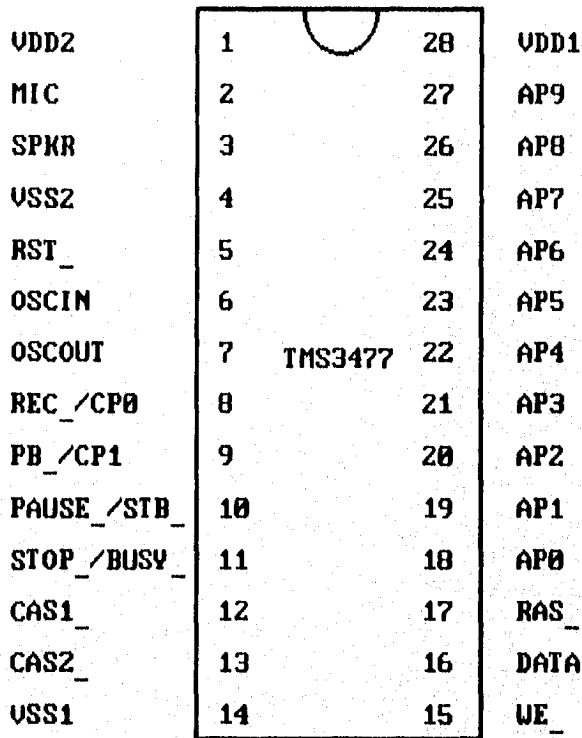 VDD2 1 28 VDD1
MIC 2 27 AP9
SPKR 3 26 AP8
VSS2 4 25 AP7
RST_ 5 24 AP6
OSCIN 6 23 AP5
OSCOUT 7 TMS3477 22 AP4
REC_/CP0 8 21 AP3
PB_/CP1 9 20 AP2
PAUSE_/STB_ 10 19 AP1
STOP_/BUSY_ 11 18 AP0
CAS1_ 12 17 RAS_
CAS2_ 13 16 DATA
VSS1 14 15 WE_